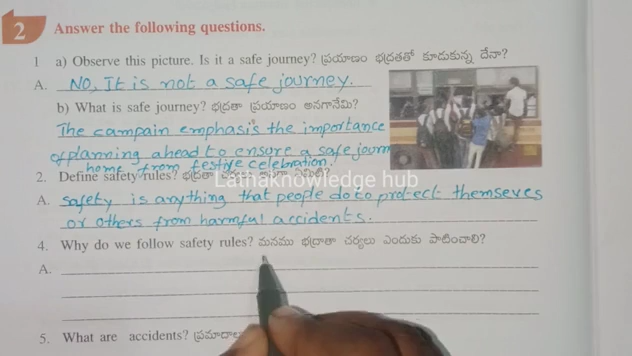 2 Answer the following questions.
1 a) Observe this picture. Is it a safe journey? ప్రయాణం భద్రతతో కూడుకున్న దేనా?
A. NO, It is not a safe journey.
b) What is safe journey? భద్రతా ప్రయాణం అనగానేమి?
The campain emphasis the importance
of planning ahead to ensure a safe journ
home from festive celebration.
2. Define safety rules?
Lathaknowledge hub
A. safety is anything that people do to protect themseves
or others from harmful accidents.
4. Why do we follow safety rules? మనము భద్రాతా చర్యలు ఎందుకు పాటించాలి?
A.
5. What are accidents?